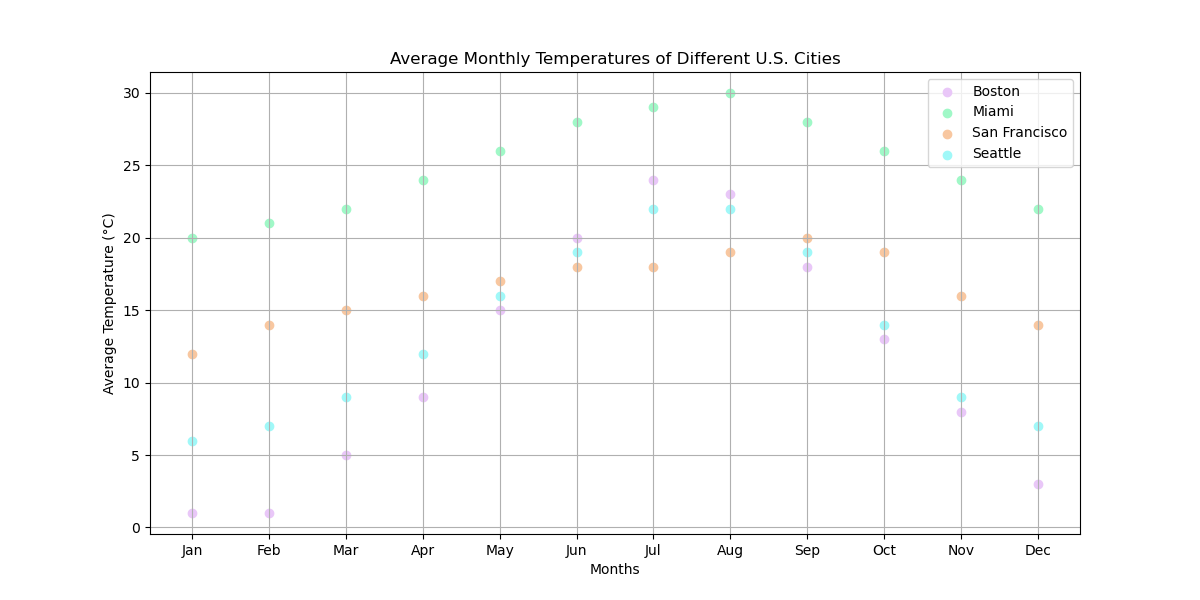 Average Monthly Temperatures of Different U.S. Cities
Boston
Miami
San Francisco
Seattle
Average Temperature (°C)
30
25
20
15
10
5
0
Jan Feb Mar Apr May Jun Jul Aug Sep Oct Nov Dec
Months